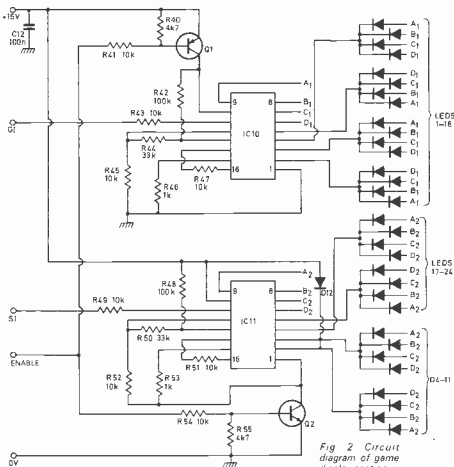 +15V
C12
100n
R40
4k7
R41 10k
Q1
R42
100k
GI
R43 10k
R44
33k
R45
10k
R46
1k
R47
10k
9
8
16
1
IC10
A1
B1
C1
D1
A1
B1
C1
D1
D1
C1
B1
A1
A1
B1
C1
D1
D1
C1
B1
A1
LEDS
1-16
A2
B2
C2
D2
D2
C2
B2
A2
LEDS
17-24
A2
B2
C2
D2
D2
C2
B2
A2
D4-11
R48
100k
R49 10k
SI
R50 33k
R52
10k
R53
1k
R51 10k
9
8
16
1
IC11
A2
B2
C2
D2
D12
ENABLE
R54 10k
R55
4k7
Q2
0V
Fig 2 Circuit
diagram of game